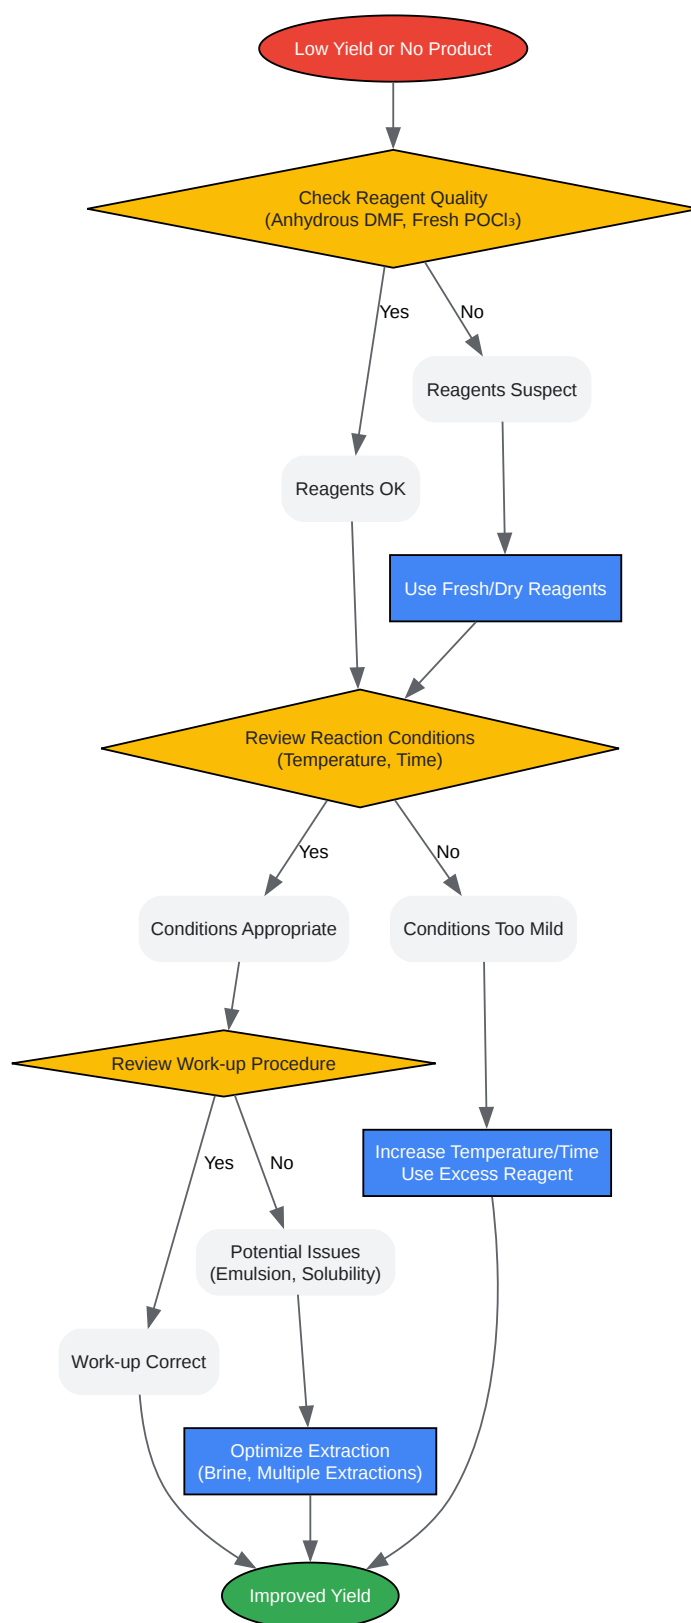 Low Yield or No Product
Check Reagent Quality
(Anhydrous DMF, Fresh POCl₃)
Yes
No
Reagents Suspect
Reagents OK
Use Fresh/Dry Reagents
Review Reaction Conditions
(Temperature, Time)
Yes
No
Conditions Appropriate
Conditions Too Mild
Review Work-up Procedure
Increase Temperature/Time
Use Excess Reagent
Yes
No
Potential Issues
(Emulsion, Solubility)
Work-up Correct
Optimize Extraction
(Brine, Multiple Extractions)
Improved Yield